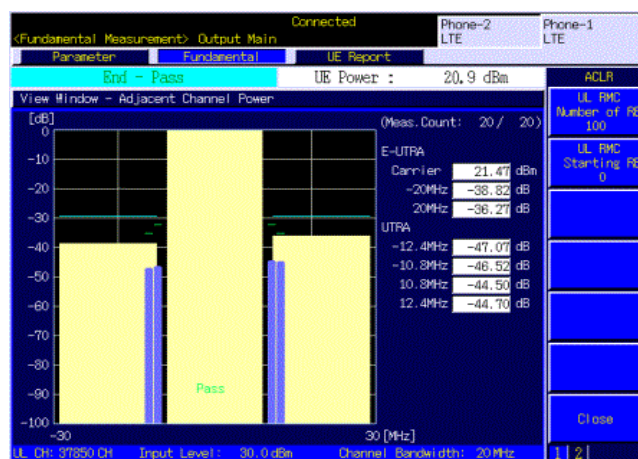 Connected
Phone-2
LTE
Phone-1
LTE
<Fundamental Measurement> Output Main
Parameter
Fundamental
UE Report
End - Pass
UE Power : 20.9 dBm
ACLR
View Window - Adjacent Channel Power
UL RMC
Number of RB
100
UL RMC
Starting RB
0
[dB]
(Meas.Count: 20/ 20)
0
-10
-20
-30
-40
-50
-60
-70
-80
-90
-100
E-UTRA
Carrier 21.47 dBm
-20MHz -38.82 dB
20MHz -36.27 dB
UTRA
-12.4MHz -47.07 dB
-10.8MHz -46.52 dB
10.8MHz -44.50 dB
12.4MHz -44.70 dB
Pass
-30
30 [MHz]
Close
UL CH: 37850 CH Input Level: 30.0 dBm Channel Bandwidth: 20 MHz
1 2